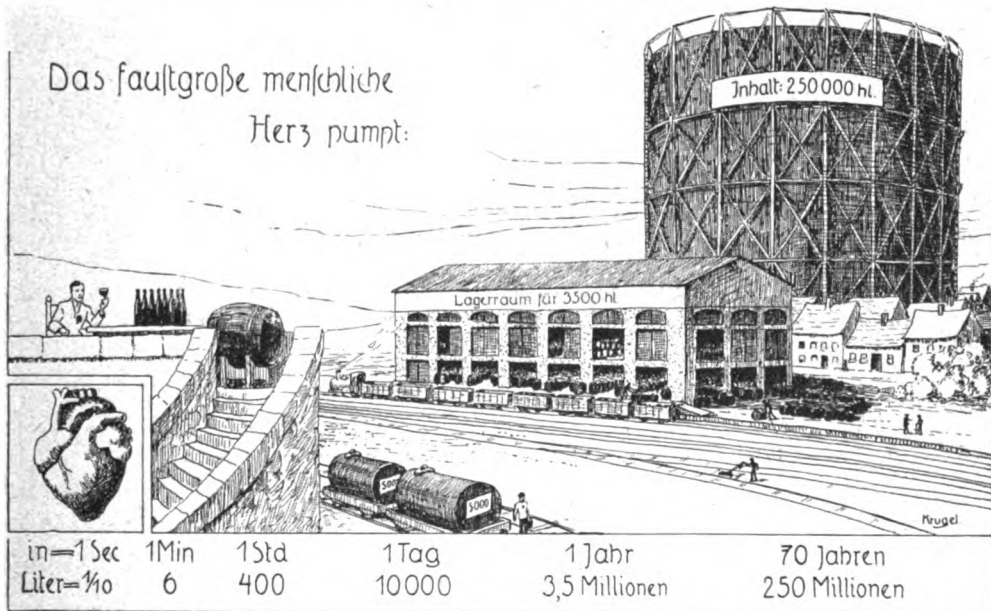 Das fauſtgroße menſchliche
Herz pumpt:
Inhalt: 250000 hl.
Lagerraum für 3500 hl
5000
5000
Krugel.
in=1 Sec 1 Min 1 Std 1 Tag 1 Jahr 70 Jahren
Liter=1/10 6 400 10000 3,5 Millionen 250 Millionen